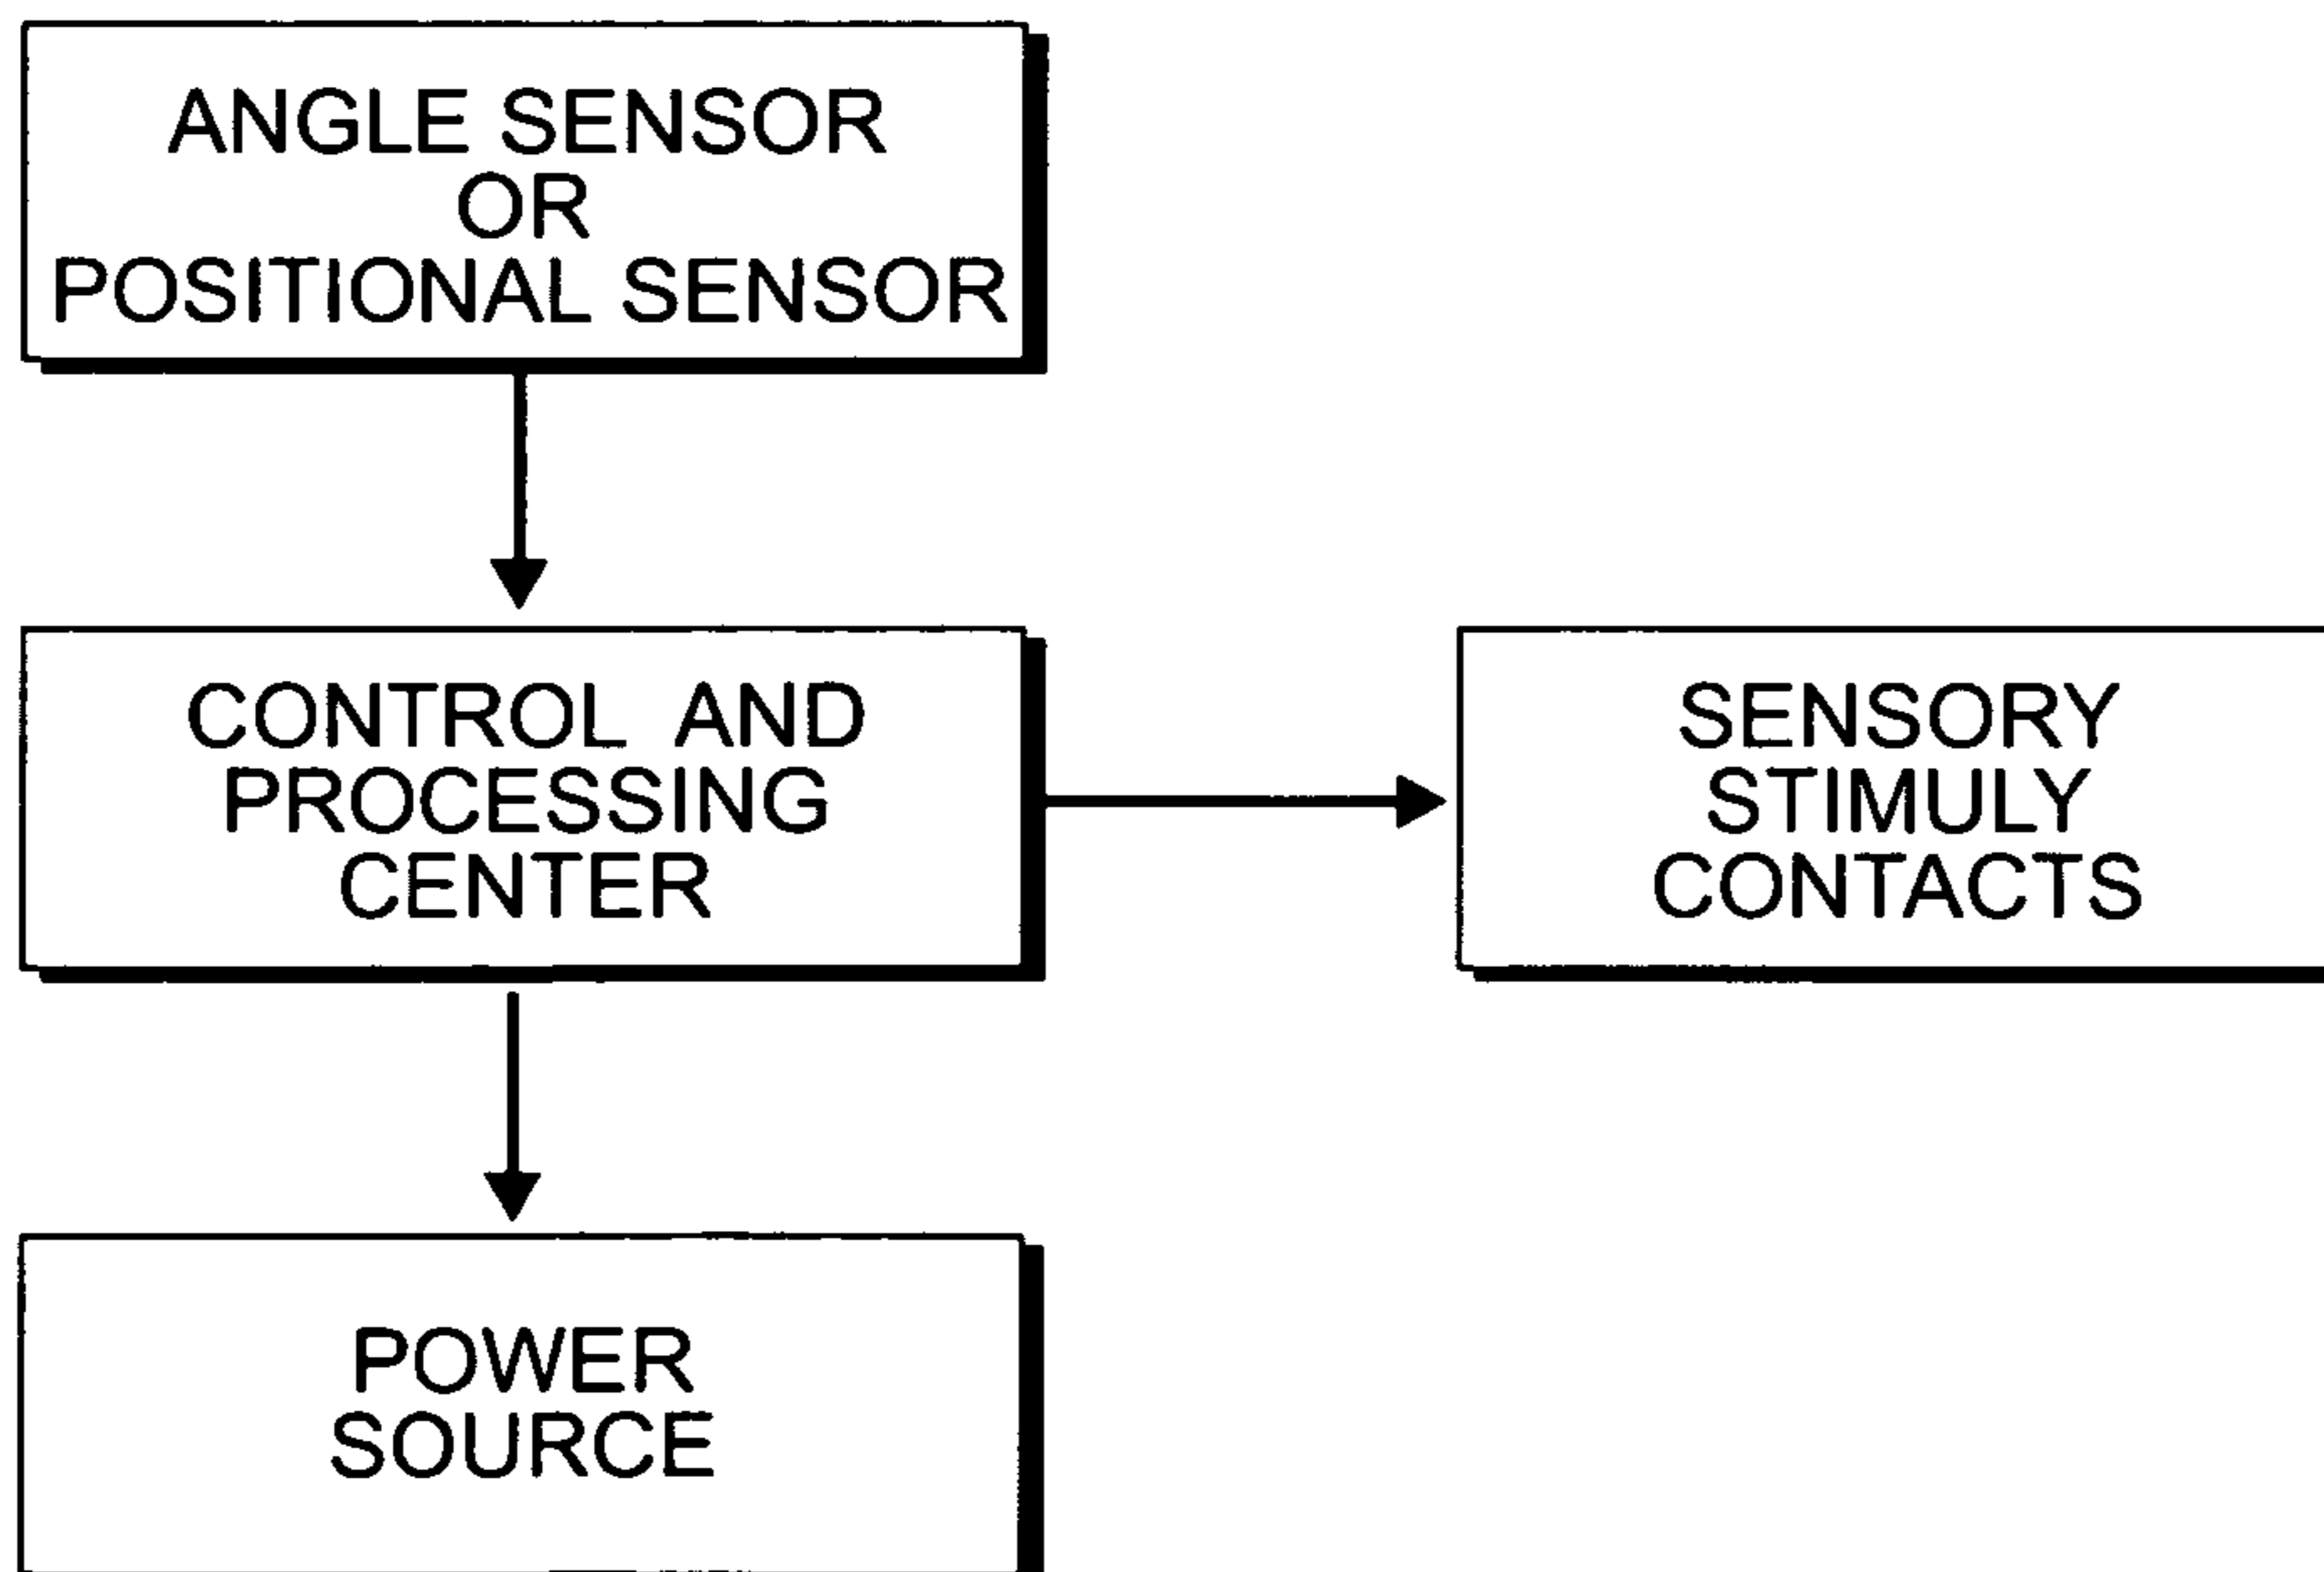 ANGLE SENSOR
OR
POSITIONAL SENSOR
CONTROL AND
PROCESSING
CENTER
SENSORY
STIMULY
CONTACTS
POWER
SOURCE